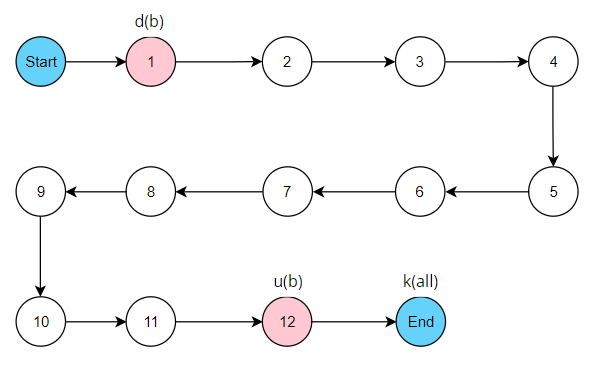 d(b)
Start 1 2 3 4
9 8 7 6 5
u(b) k(all)
10 11 12 End